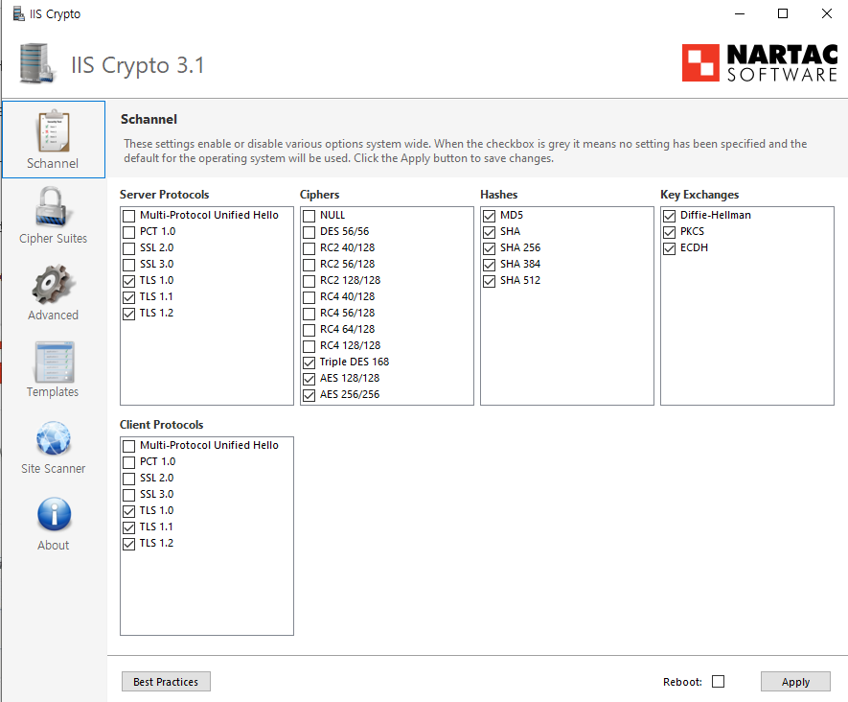 IIS Crypto
IIS Crypto 3.1
NARTAC
SOFTWARE
Schannel
Cipher Suites
Advanced
Templates
Site Scanner
About
Schannel
These settings enable or disable various options system wide. When the checkbox is grey it means no setting has been specified and the
default for the operating system will be used. Click the Apply button to save changes.
Server Protocols
Multi-Protocol Unified Hello
PCT 1.0
SSL 2.0
SSL 3.0
TLS 1.0
TLS 1.1
TLS 1.2
Ciphers
NULL
DES 56/56
RC2 40/128
RC2 56/128
RC2 128/128
RC4 40/128
RC4 56/128
RC4 64/128
RC4 128/128
Triple DES 168
AES 128/128
AES 256/256
Hashes
MD5
SHA
SHA 256
SHA 384
SHA 512
Key Exchanges
Diffie-Hellman
PKCS
ECDH
Client Protocols
Multi-Protocol Unified Hello
PCT 1.0
SSL 2.0
SSL 3.0
TLS 1.0
TLS 1.1
TLS 1.2
Best Practices
Reboot:
Apply